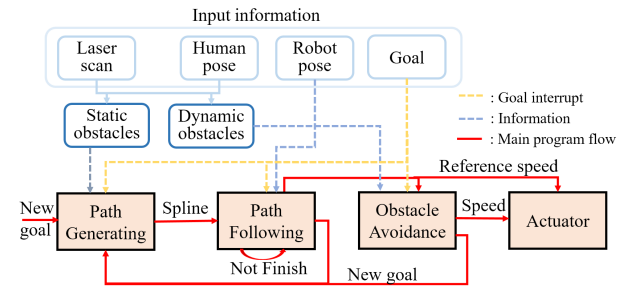 Input information
Laser
scan
Human
pose
Robot
pose
Goal
Static
obstacles
Dynamic
obstacles
: Goal interrupt
: Information
: Main program flow
Reference speed
New
goal
Path
Generating
Spline
Path
Following
Obstacle
Avoidance
Speed
Actuator
Not Finish
New goal